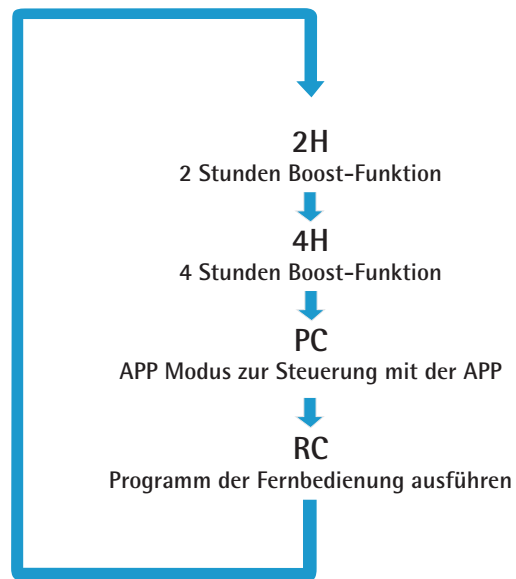 2H
2 Stunden Boost-Funktion
4H
4 Stunden Boost-Funktion
PC
APP Modus zur Steuerung mit der APP
RC
Programm der Fernbedienung ausführen